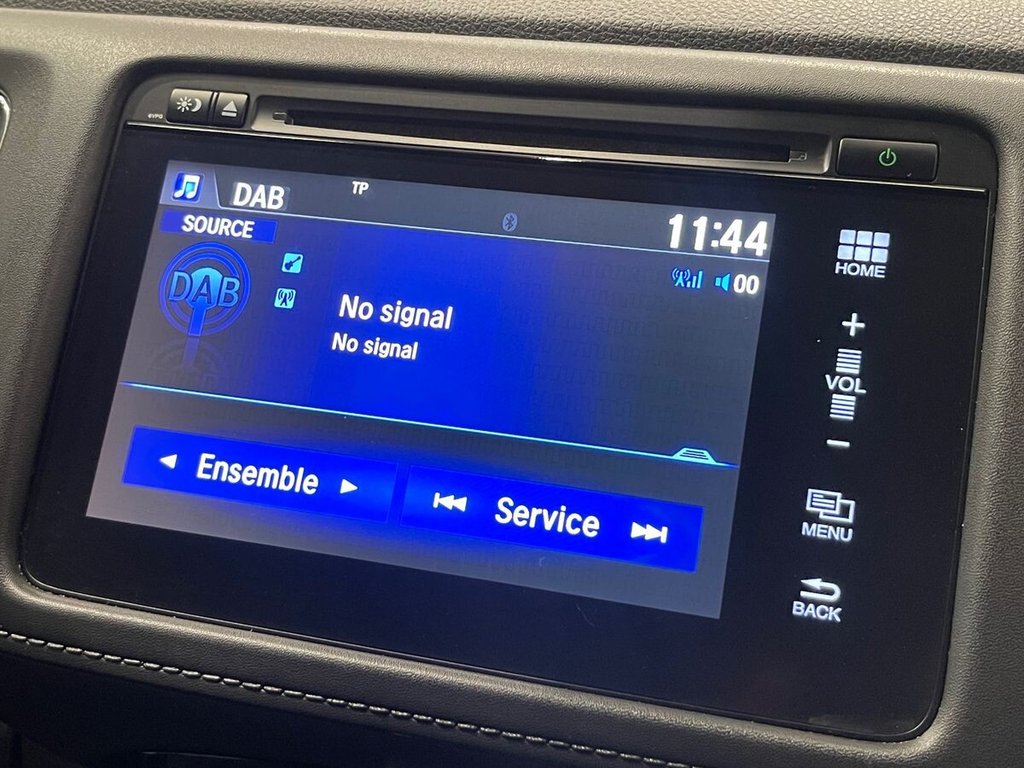 DAB
TP
11:44
SOURCE
DAB
00
No signal
No signal
Ensemble
Service
HOME
+
VOL
-
MENU
BACK